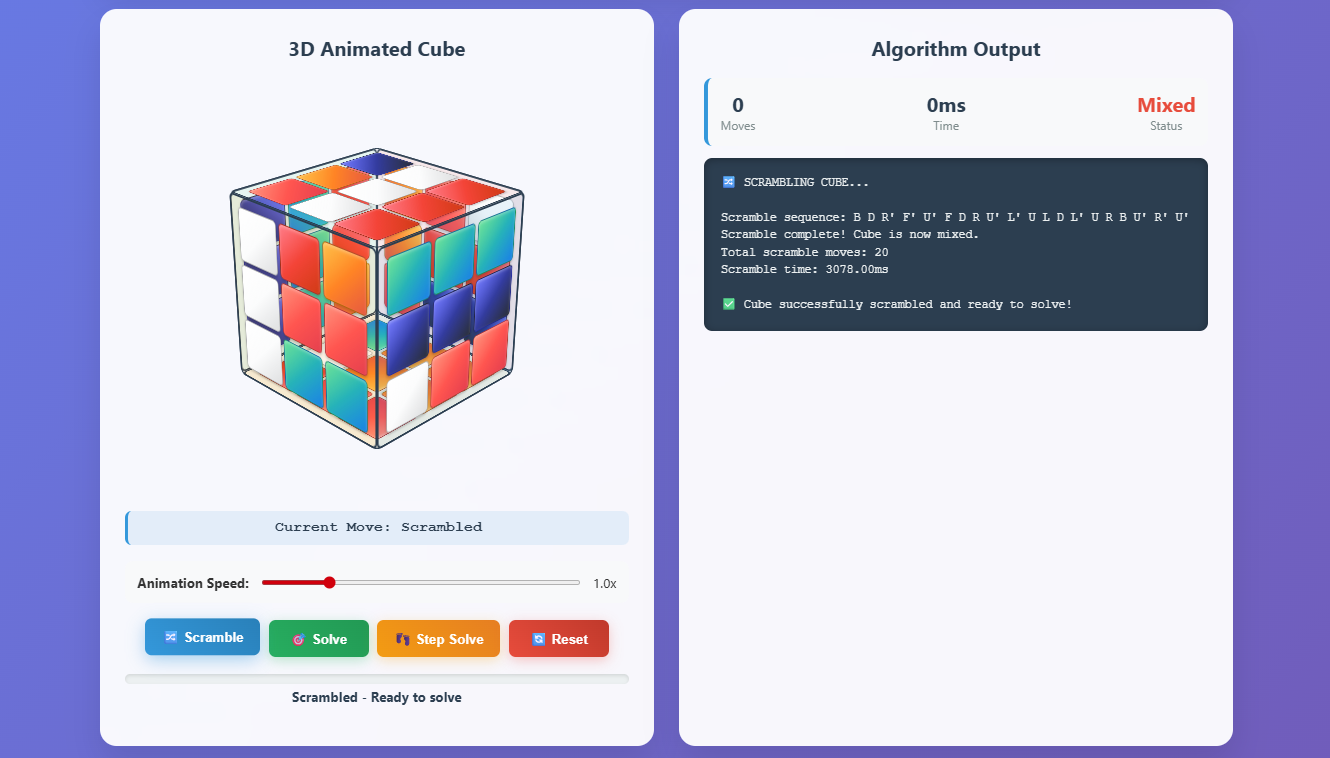 3D Animated Cube
Current Move: Scrambled
Animation Speed:
1.0x
Scramble
Solve
Step Solve
Reset
Scrambled - Ready to solve
Algorithm Output
0
Moves
0ms
Time
Mixed
Status
SCRAMBLING CUBE...
Scramble sequence: B D R' F' U' F D R U' L' U L D L' U R B U' R' U'
Scramble complete! Cube is now mixed.
Total scramble moves: 20
Scramble time: 3078.00ms
Cube successfully scrambled and ready to solve!